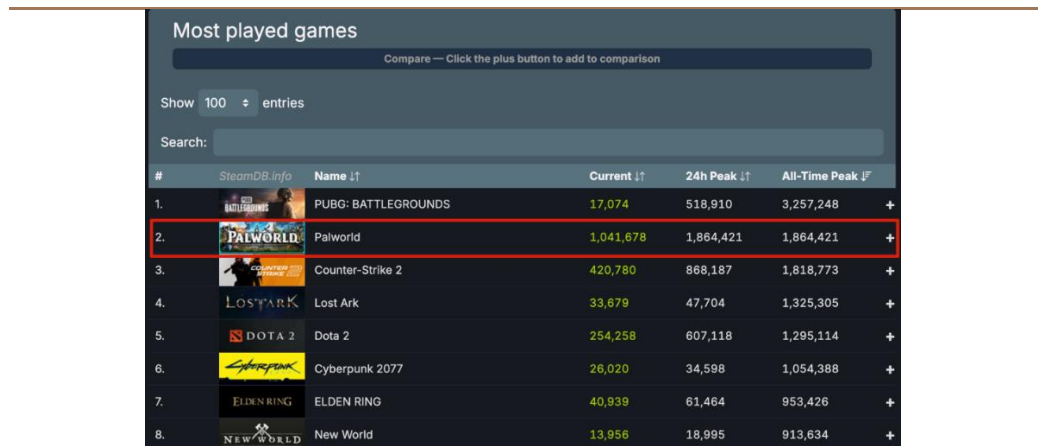 Most played games
Compare — Click the plus button to add to comparison
Show 100 entries
Search:
# SteamDB.info Name Current 24h Peak All-Time Peak
1. BATTLEGROUNDS PUBG: BATTLEGROUNDS 17,074 518,910 3,257,248 +
2. PALWORLD Palworld 1,041,678 1,864,421 1,864,421 +
3. COUNTER STRIKE 2 Counter-Strike 2 420,780 868,187 1,818,773 +
4. LOST ARK Lost Ark 33,679 47,704 1,325,305 +
5. DOTA 2 Dota 2 254,258 607,118 1,295,114 +
6. Cyberpunk Cyberpunk 2077 26,020 34,598 1,054,388 +
7. ELDEN RING ELDEN RING 40,939 61,464 953,426 +
8. NEW WORLD New World 13,956 18,995 913,634 +